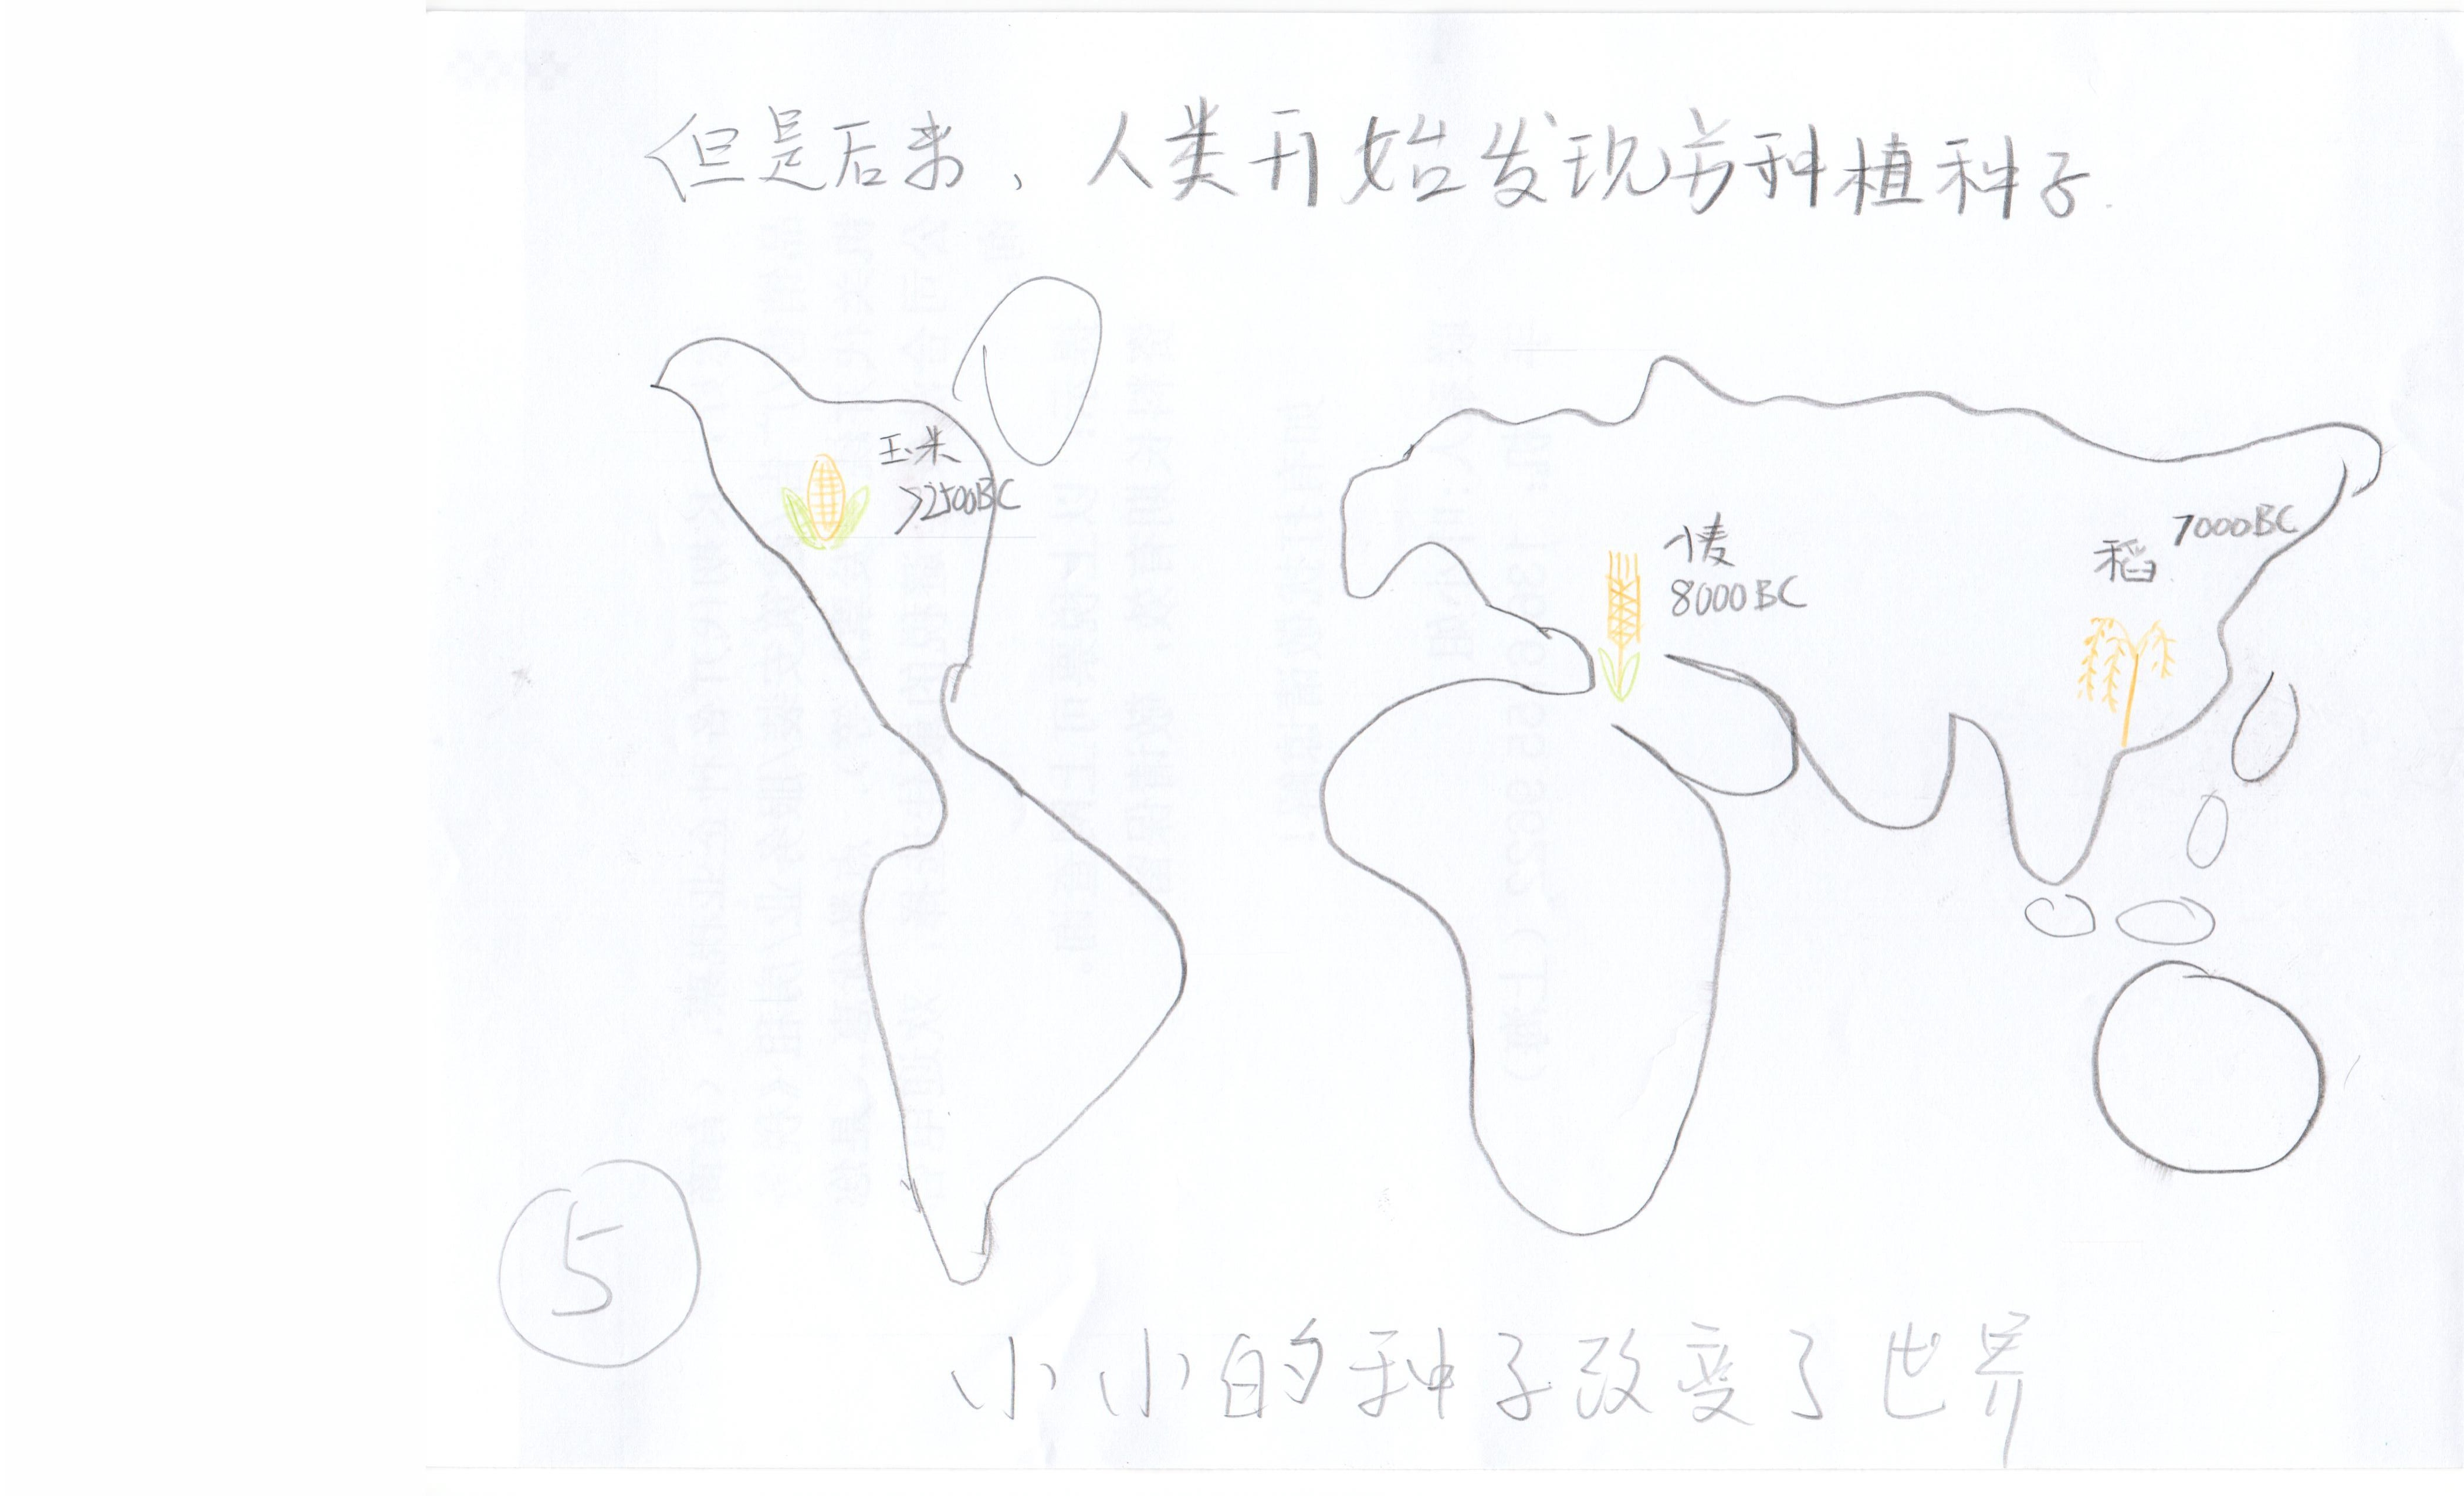 但是后来，人类开始发现并种植种子.
玉米
>2500BC
小麦
8000BC
7000BC
稻
5
小小的种子改变了世界